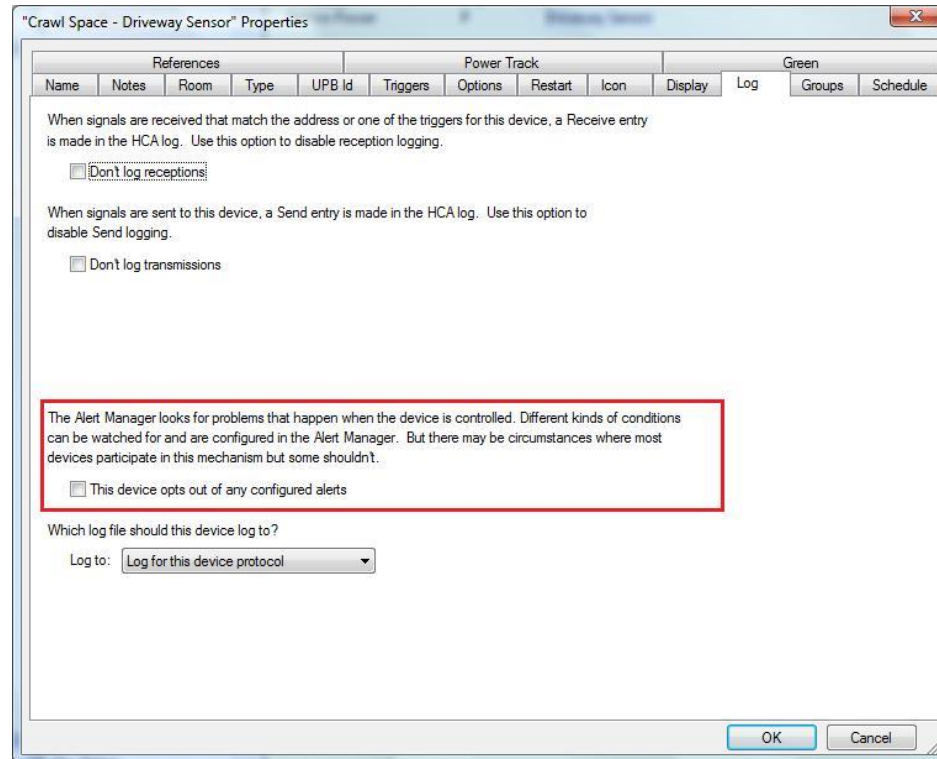 "Crawl Space - Driveway Sensor" Properties
References Power Track Green
Name Notes Room Type UPB Id Triggers Options Restart Icon Display Log Groups Schedule
When signals are received that match the address or one of the triggers for this device, a Receive entry
is made in the HCA log. Use this option to disable reception logging.
Don't log receptions
When signals are sent to this device, a Send entry is made in the HCA log. Use this option to
disable Send logging.
Don't log transmissions
The Alert Manager looks for problems that happen when the device is controlled. Different kinds of conditions
can be watched for and are configured in the Alert Manager. But there may be circumstances where most
devices participate in this mechanism but some shouldn't.
This device opts out of any configured alerts
Which log file should this device log to?
Log to: Log for this device protocol
OK Cancel